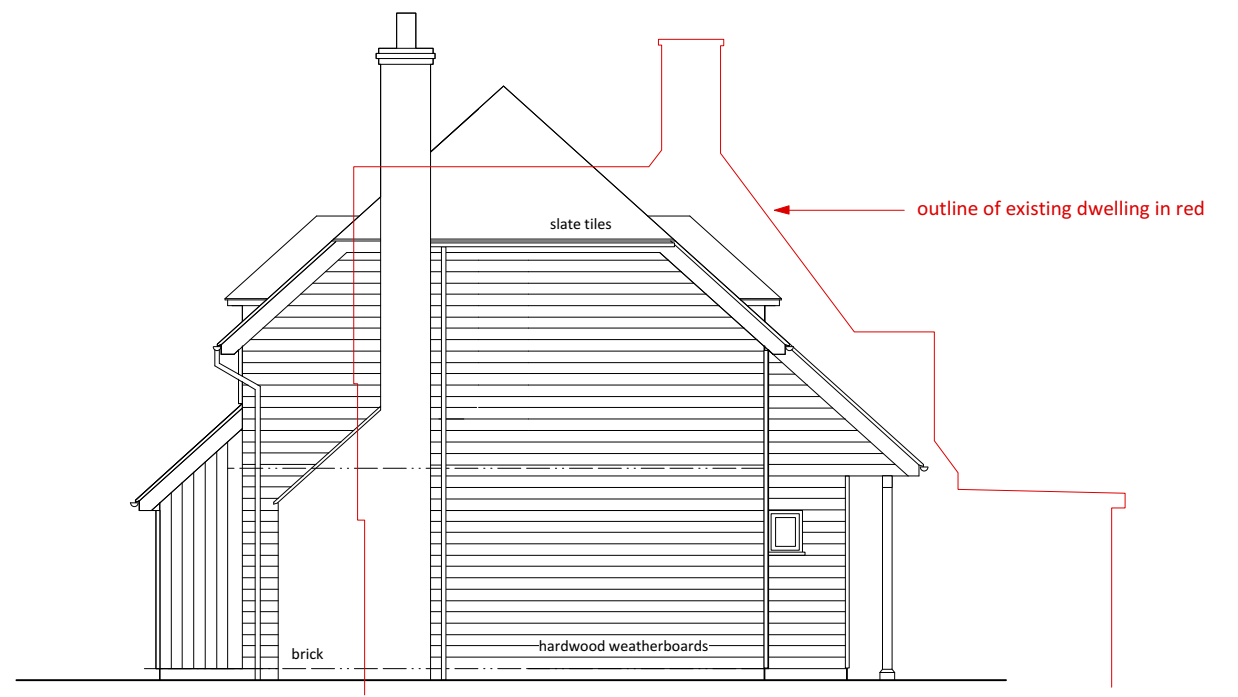 outline of existing dwelling in red
slate tiles
hardwood weatherboards
brick